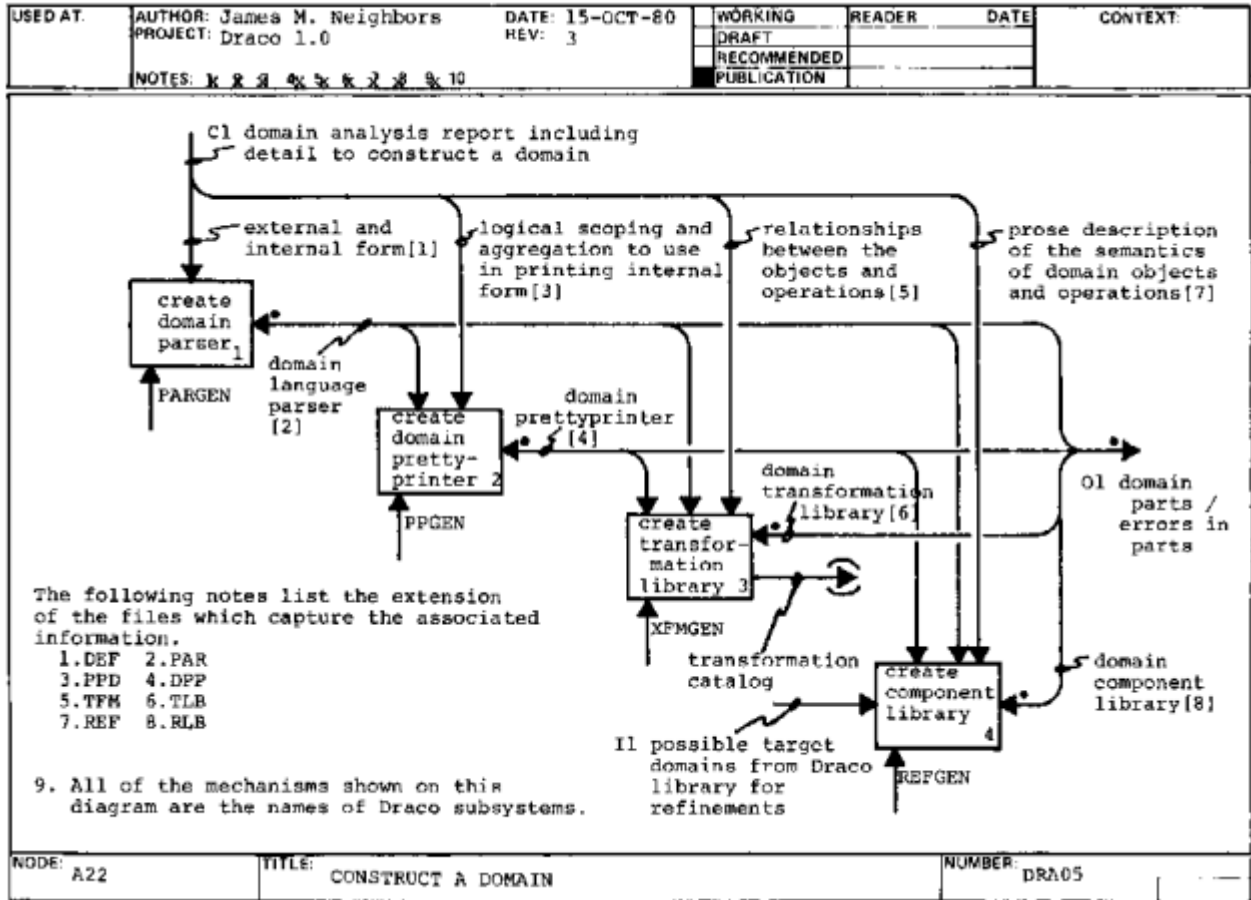 USED AT:
AUTHOR: James M. Neighbors
DATE: 15-OCT-80
PROJECT: Draco 1.0
REV: 3
NOTES: 1 2 3 4 5 6 7 8 9 10
WORKING
DRAFT
RECOMMENDED
PUBLICATION
READER
DATE
CONTEXT:
C1 domain analysis report including
detail to construct a domain
external and
internal form[1]
logical scoping and
aggregation to use
in printing internal
form[3]
relationships
between the
objects and
operations[5]
prose description
of the semantics
of domain objects
and operations[7]
create
domain
parser
1
PARGEN
domain
language
parser
[2]
create
domain
pretty-
printer 2
PPGEN
domain
prettyprinter
[4]
create
transfor-
mation
library 3
XFMGEN
domain
transformation
library[6]
transformation
catalog
O1 domain
parts /
errors in
parts
create
component
library
4
REFGEN
domain
component
library[8]
I1 possible target
domains from Draco
library for
refinements
The following notes list the extension
of the files which capture the associated
information.
1.DEF 2.PAR
3.PPD 4.DPP
5.TFM 6.TLB
7.REF 8.RLB
9. All of the mechanisms shown on this
diagram are the names of Draco subsystems.
NODE: A22
TITLE: CONSTRUCT A DOMAIN
NUMBER: DRA05